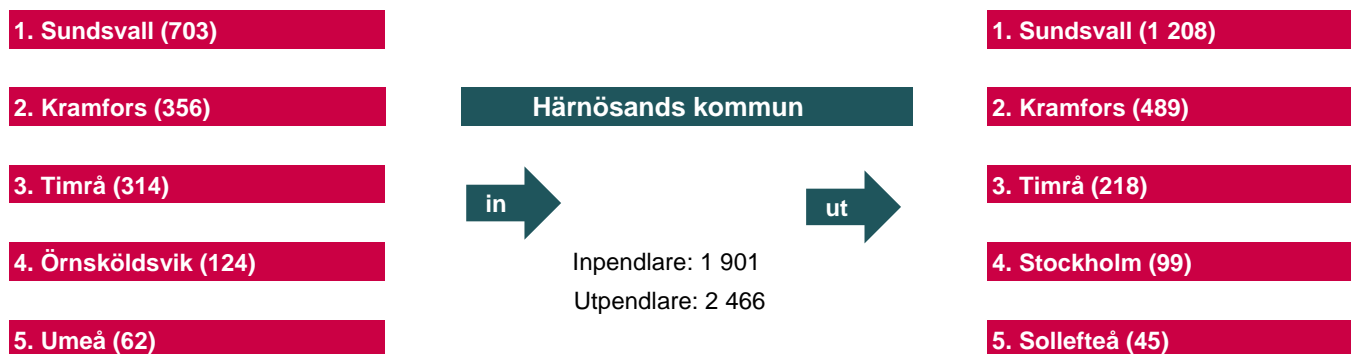 1. Sundsvall (703)
2. Kramfors (356)
3. Timrå (314)
4. Örnsköldsvik (124)
5. Umeå (62)
Härnösands kommun
in
ut
Inpendlare: 1 901
Utpendlare: 2 466
1. Sundsvall (1 208)
2. Kramfors (489)
3. Timrå (218)
4. Stockholm (99)
5. Sollefteå (45)